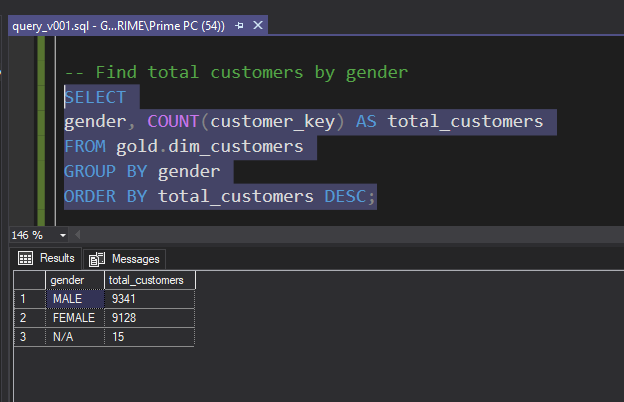 query_v001.sql - G...RIME\Prime PC (54))
-- Find total customers by gender
SELECT
gender, COUNT(customer_key) AS total_customers
FROM gold.dim_customers
GROUP BY gender
ORDER BY total_customers DESC;
146 %
Results Messages
gender total_customers
1 MALE 9341
2 FEMALE 9128
3 N/A 15